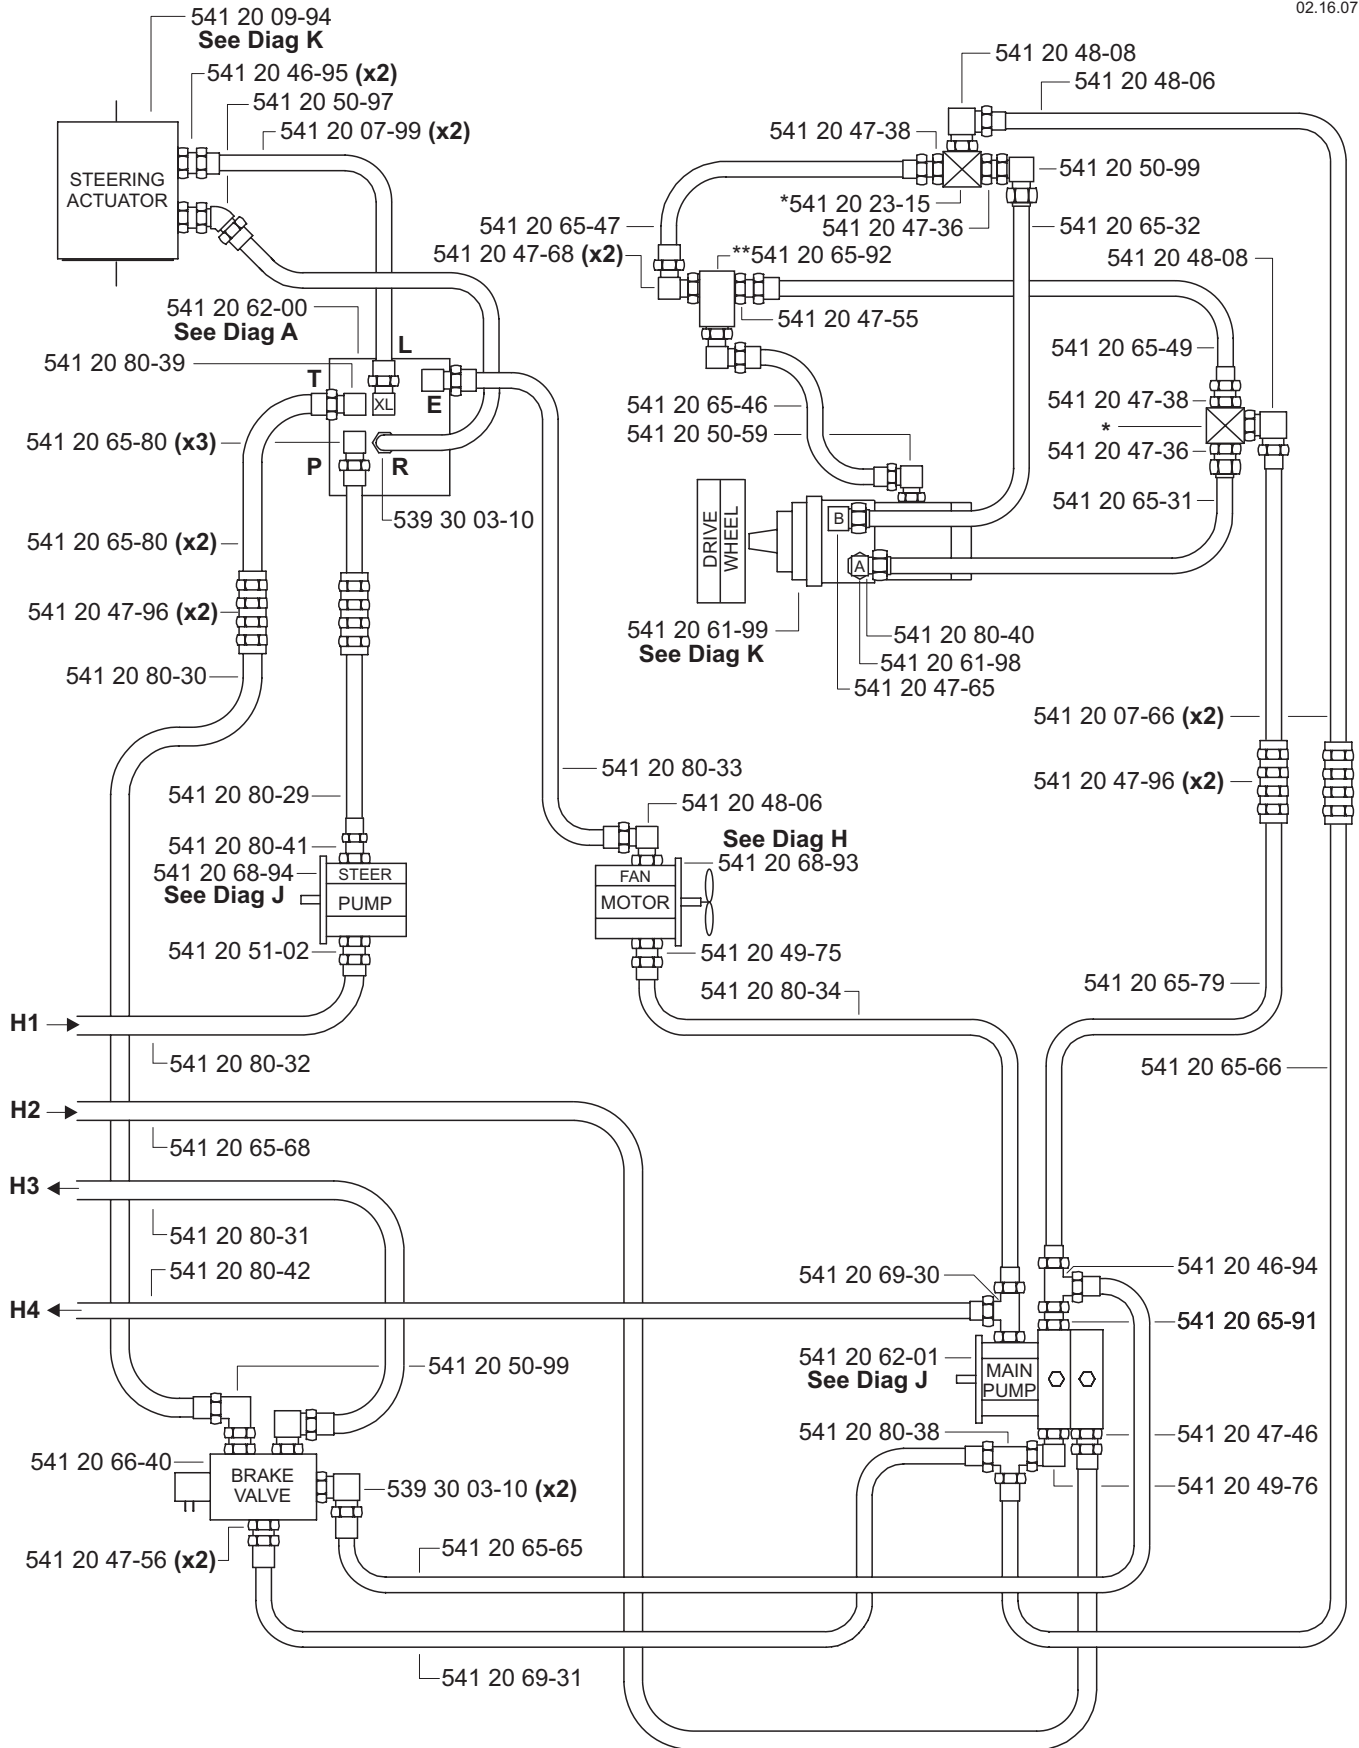 02.16.07
541 20 09-94
See Diag K
541 20 46-95 (x2)
541 20 50-97
541 20 07-99 (x2)
STEERING
ACTUATOR
541 20 62-00
See Diag A
541 20 80-39
L
T
XL
E
541 20 65-80 (x3)
P
R
539 30 03-10
541 20 65-80 (x2)
541 20 47-96 (x2)
541 20 80-30
541 20 48-08
541 20 48-06
541 20 47-38
541 20 50-99
*541 20 23-15
541 20 47-36
541 20 65-47
541 20 65-32
541 20 47-68 (x2)
**541 20 65-92
541 20 48-08
541 20 47-55
541 20 65-49
541 20 65-46
541 20 47-38
*
541 20 50-59
541 20 47-36
541 20 65-31
DRIVE
WHEEL
B
A
541 20 61-99
See Diag K
541 20 80-40
541 20 61-98
541 20 47-65
541 20 07-66 (x2)
541 20 47-96 (x2)
541 20 80-33
541 20 80-29
541 20 48-06
541 20 80-41
See Diag H
541 20 68-94
541 20 68-93
See Diag J
STEER
PUMP
FAN
MOTOR
541 20 51-02
541 20 49-75
541 20 80-34
541 20 65-79
H1
541 20 80-32
541 20 65-66
H2
541 20 65-68
H3
541 20 80-31
541 20 80-42
H4
541 20 69-30
541 20 46-94
541 20 65-91
541 20 50-99
541 20 62-01
See Diag J
MAIN
PUMP
541 20 80-38
541 20 47-46
541 20 66-40
BRAKE
VALVE
539 30 03-10 (x2)
541 20 49-76
541 20 47-56 (x2)
541 20 65-65
541 20 69-31